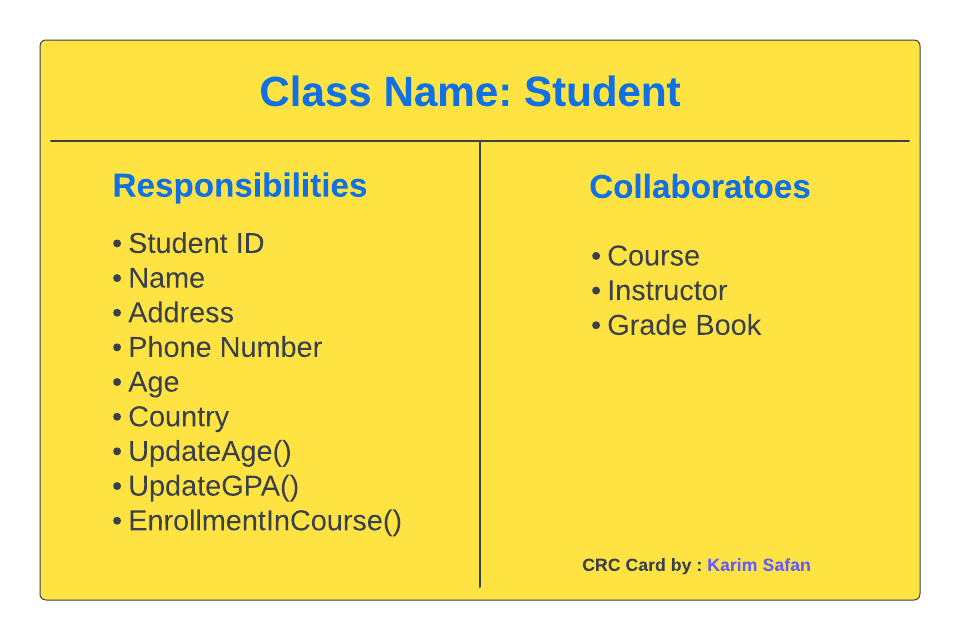 Class Name: Student
Responsibilities
• Student ID
• Name
• Address
• Phone Number
• Age
• Country
• UpdateAge()
• UpdateGPA()
• EnrollmentInCourse()
Collaboratoes
• Course
• Instructor
• Grade Book
CRC Card by : Karim Safan